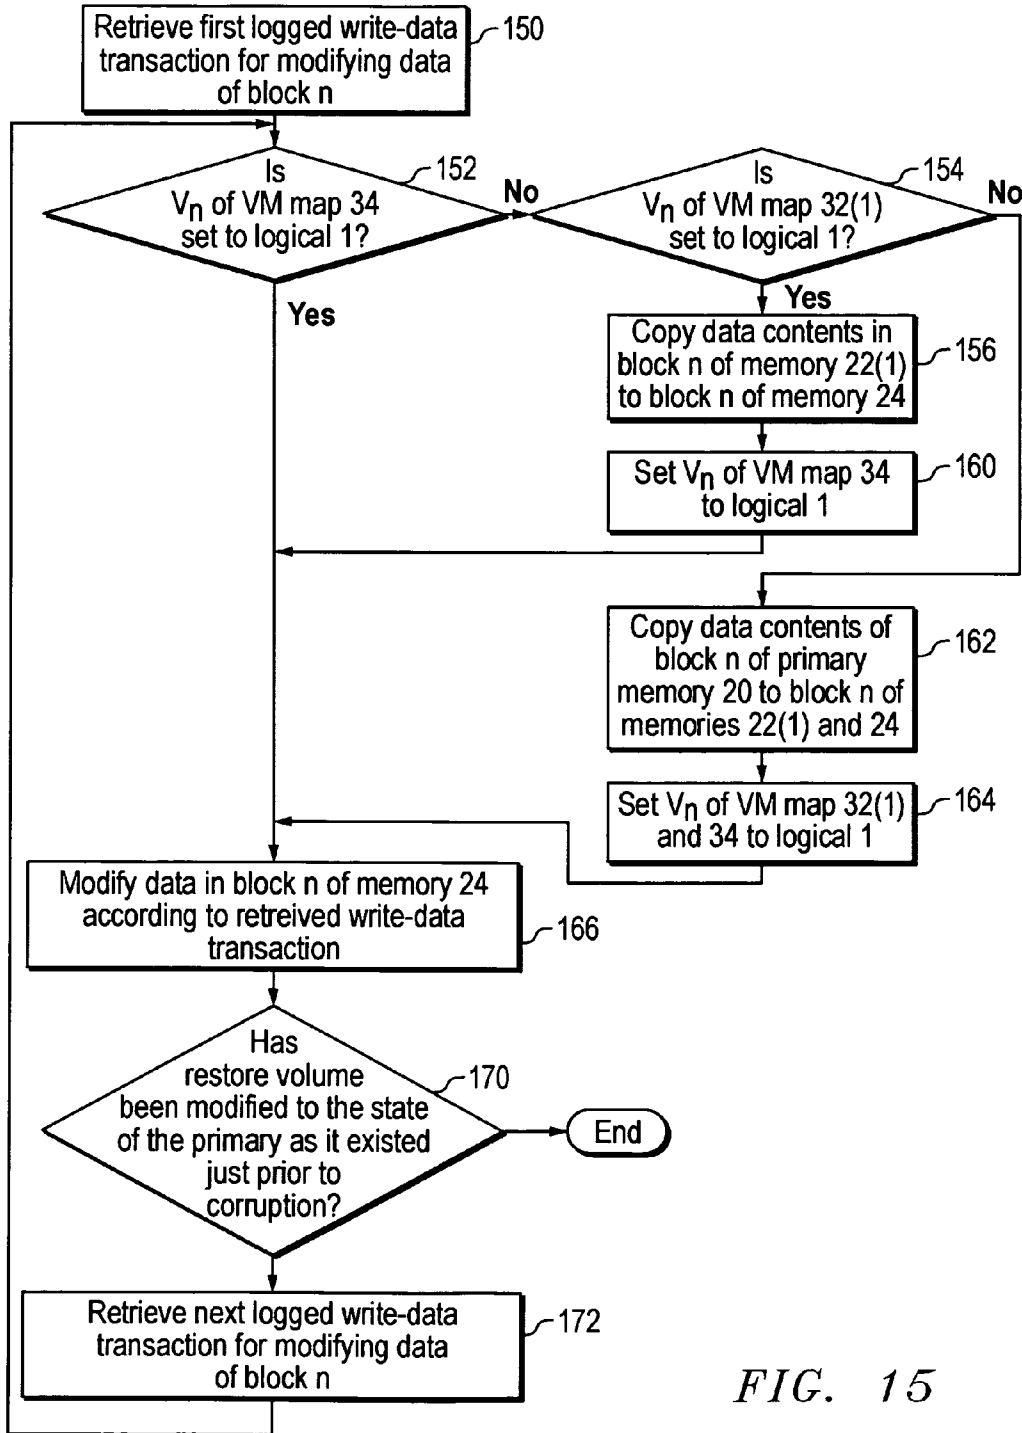 Retrieve first logged write-data
transaction for modifying data
of block n
150
Is
Vn of VM map 34
set to logical 1?
152
No
Is
Vn of VM map 32(1)
set to logical 1?
154
No
Yes
Yes
Copy data contents in
block n of memory 22(1)
to block n of memory 24
156
Set Vn of VM map 34
to logical 1
160
Copy data contents of
block n of primary
memory 20 to block n of
memories 22(1) and 24
162
Set Vn of VM map 32(1)
and 34 to logical 1
164
Modify data in block n of memory 24
according to retreived write-data
transaction
166
Has
restore volume
been modified to the state
of the primary as it existed
just prior to
corruption?
170
End
Retrieve next logged write-data
transaction for modifying data
of block n
172
FIG. 15